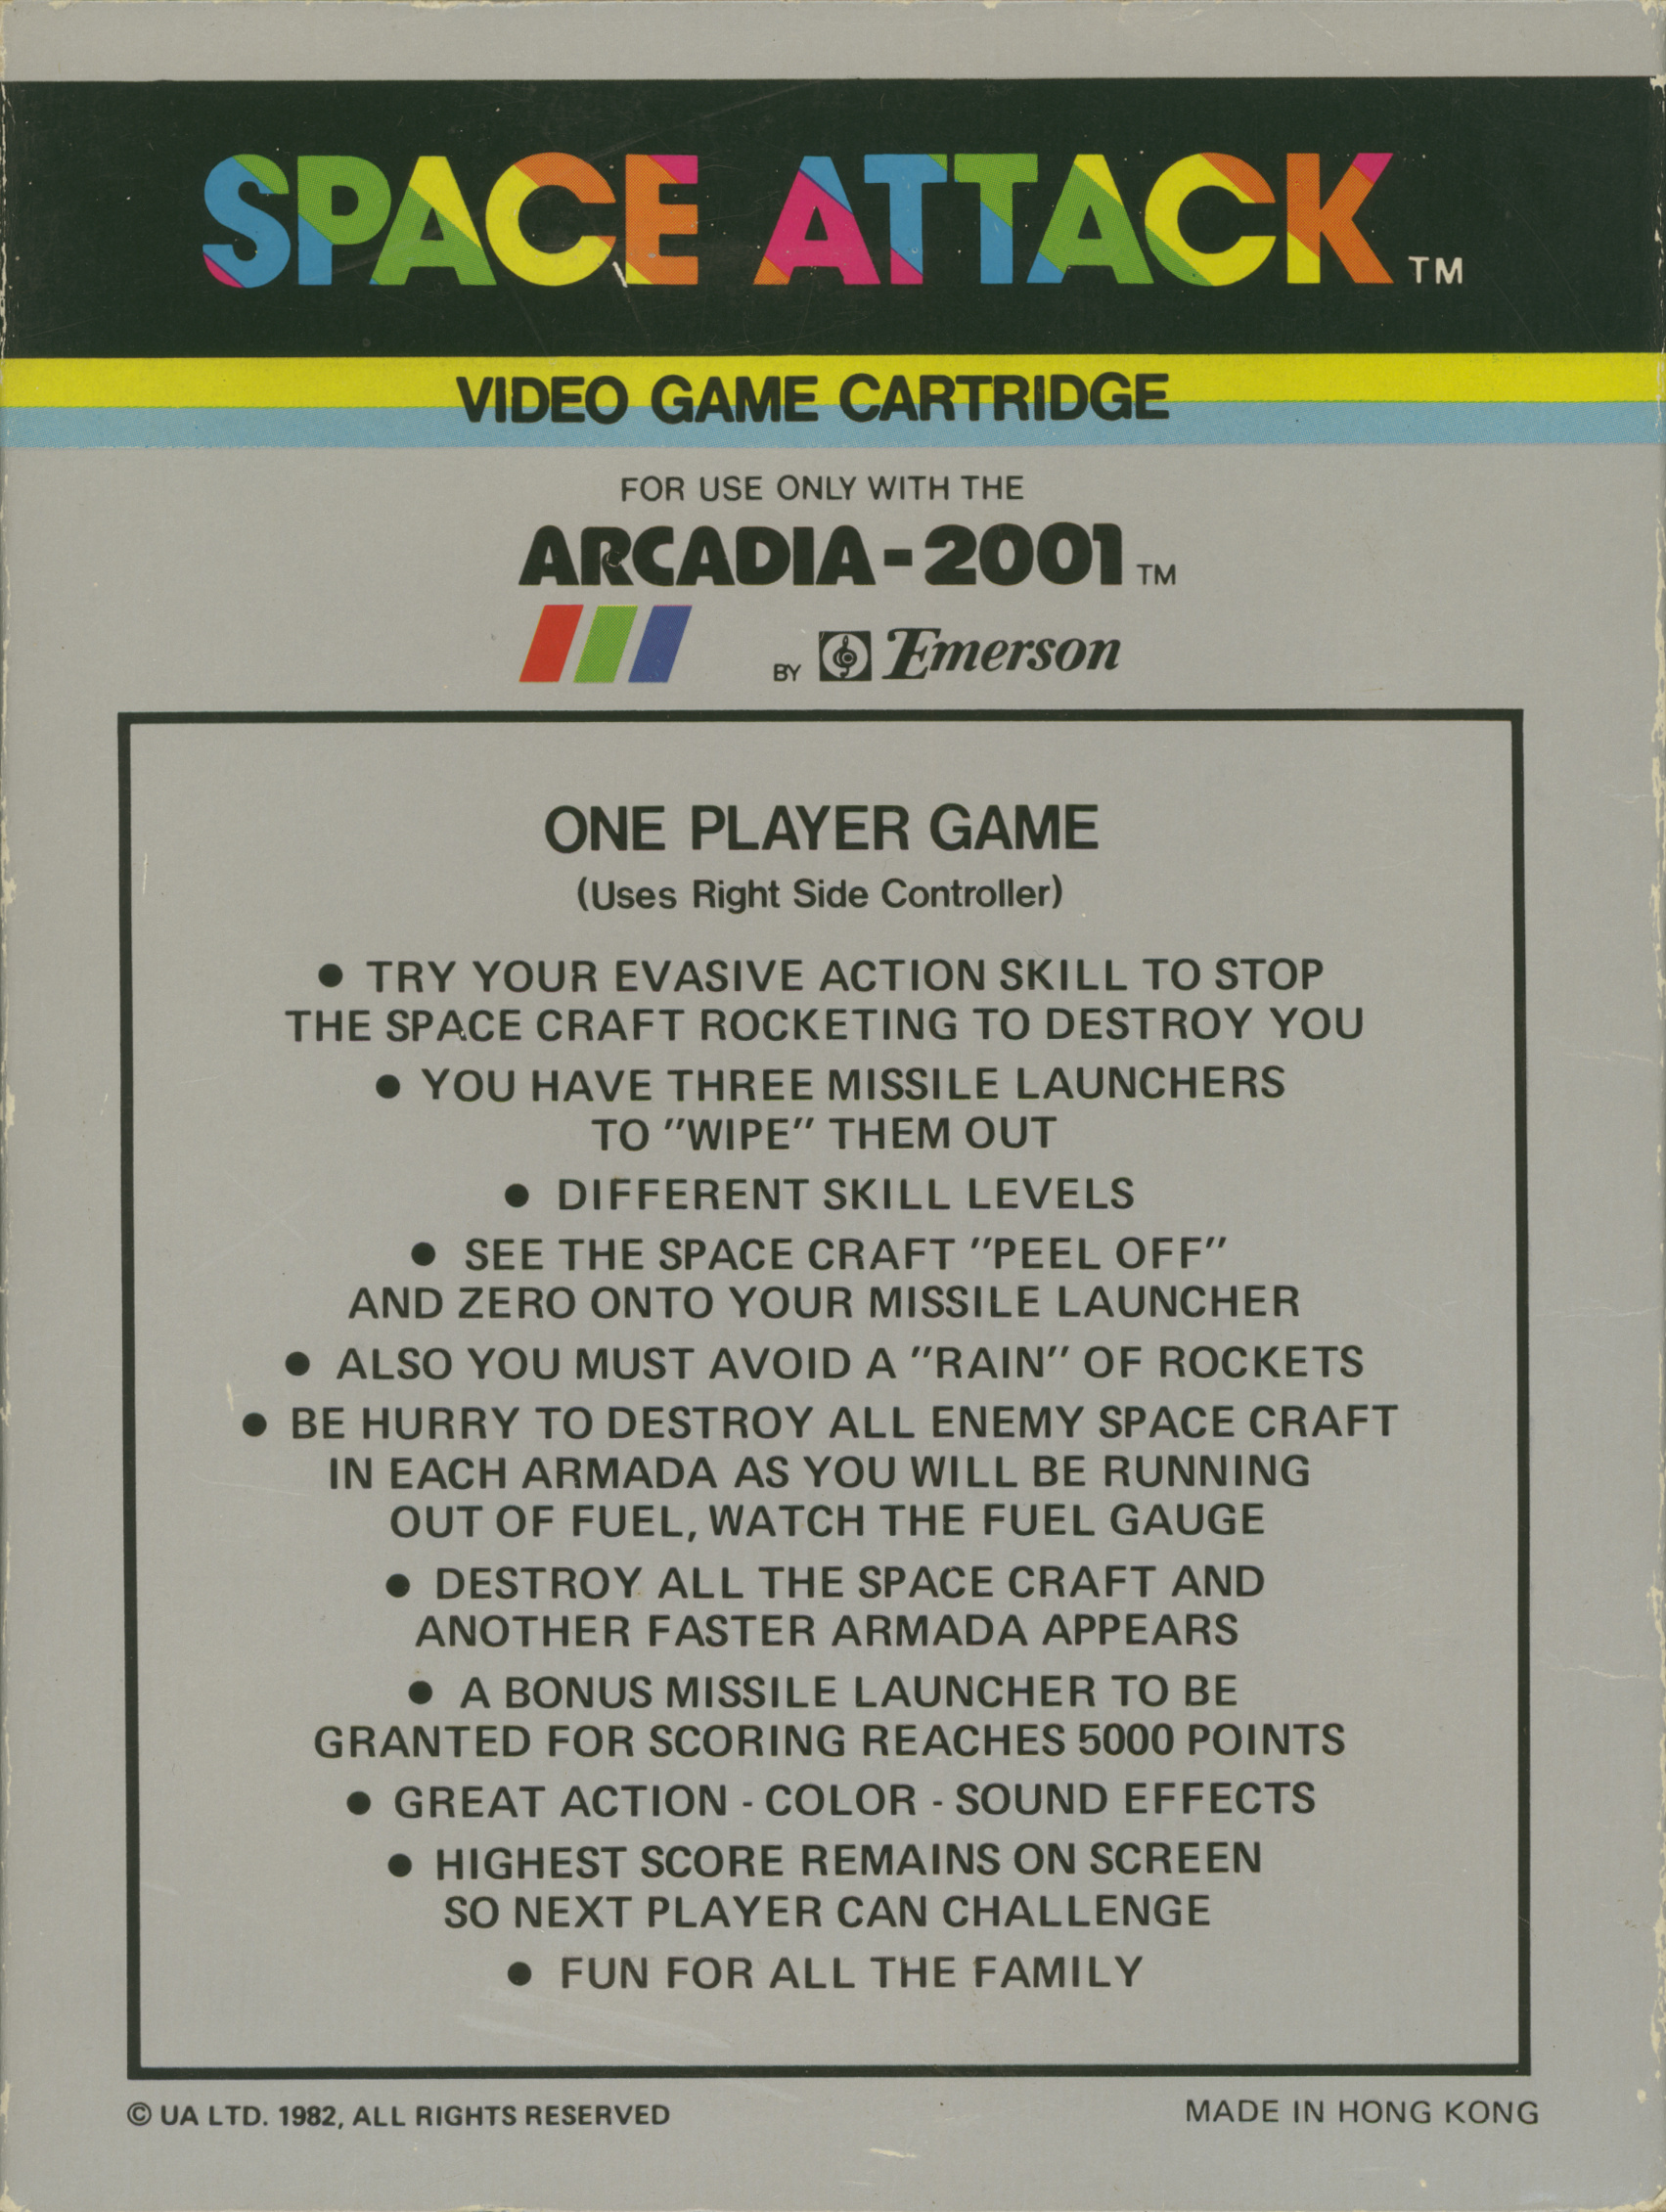 SPACE ATTACK TM
VIDEO GAME CARTRIDGE
FOR USE ONLY WITH THE
ARCADIA-2001 TM
BY Emerson
ONE PLAYER GAME
(Uses Right Side Controller)
● TRY YOUR EVASIVE ACTION SKILL TO STOP
THE SPACE CRAFT ROCKETING TO DESTROY YOU
● YOU HAVE THREE MISSILE LAUNCHERS
TO "WIPE" THEM OUT
● DIFFERENT SKILL LEVELS
● SEE THE SPACE CRAFT "PEEL OFF"
AND ZERO ONTO YOUR MISSILE LAUNCHER
● ALSO YOU MUST AVOID A "RAIN" OF ROCKETS
● BE HURRY TO DESTROY ALL ENEMY SPACE CRAFT
IN EACH ARMADA AS YOU WILL BE RUNNING
OUT OF FUEL, WATCH THE FUEL GAUGE
● DESTROY ALL THE SPACE CRAFT AND
ANOTHER FASTER ARMADA APPEARS
● A BONUS MISSILE LAUNCHER TO BE
GRANTED FOR SCORING REACHES 5000 POINTS
● GREAT ACTION - COLOR - SOUND EFFECTS
● HIGHEST SCORE REMAINS ON SCREEN
SO NEXT PLAYER CAN CHALLENGE
● FUN FOR ALL THE FAMILY
© UA LTD. 1982, ALL RIGHTS RESERVED
MADE IN HONG KONG